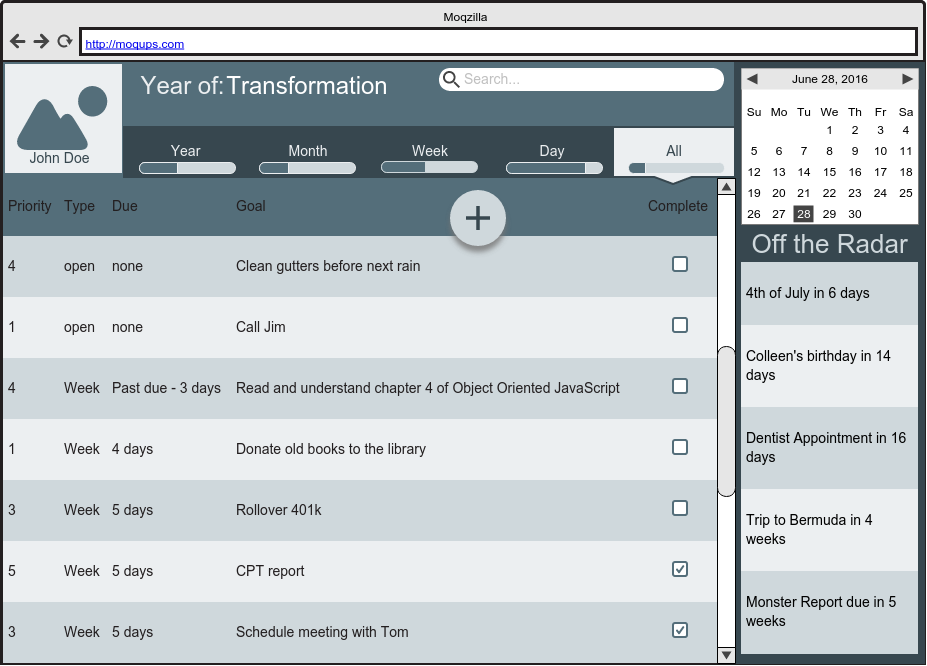 Moqzilla
http://moqups.com
John Doe
Year of:Transformation
Search...
Year Month Week Day All
Priority Type Due Goal Complete
4 open none Clean gutters before next rain
1 open none Call Jim
4 Week Past due - 3 days Read and understand chapter 4 of Object Oriented JavaScript
1 Week 4 days Donate old books to the library
3 Week 5 days Rollover 401k
5 Week 5 days CPT report
3 Week 5 days Schedule meeting with Tom
June 28, 2016
Su Mo Tu We Th Fr Sa
1 2 3 4
5 6 7 8 9 10 11
12 13 14 15 16 17 18
19 20 21 22 23 24 25
26 27 28 29 30
Off the Radar
4th of July in 6 days
Colleen's birthday in 14
days
Dentist Appointment in 16
days
Trip to Bermuda in 4
weeks
Monster Report due in 5
weeks